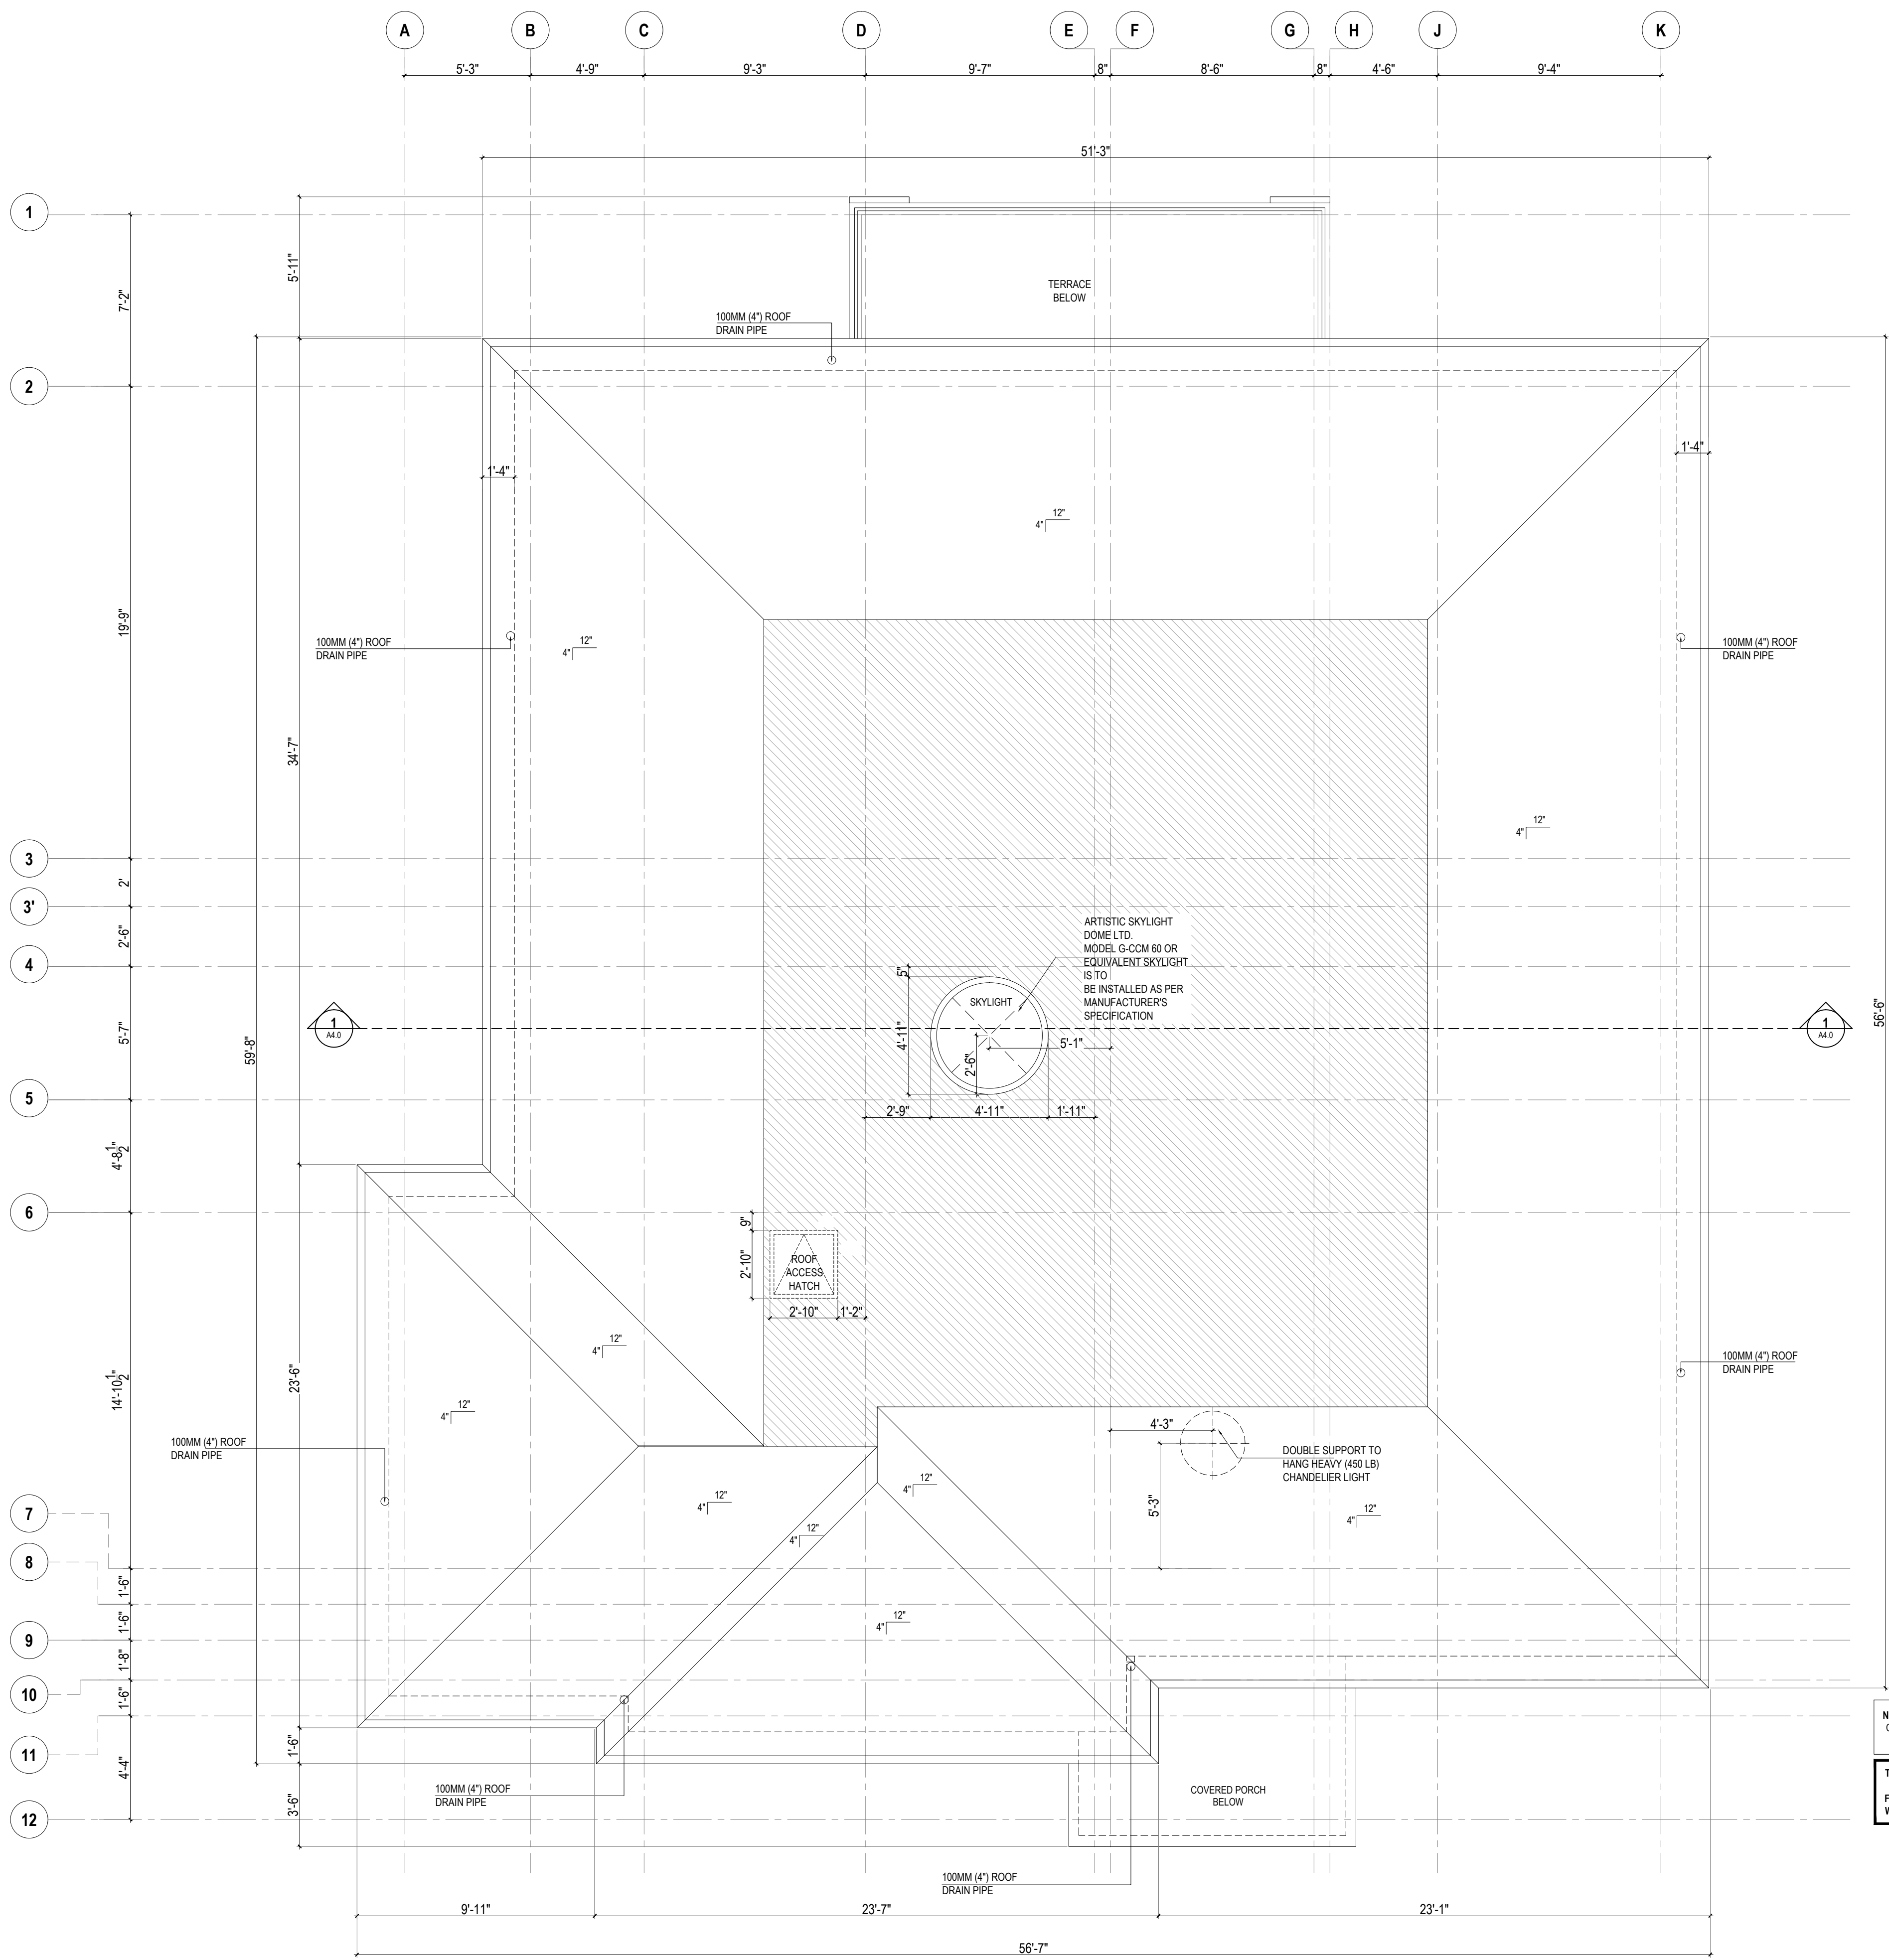 A B C D E F G H J K
5'-3" 4'-9" 9'-3" 9'-7" 8" 8'-6" 8" 4'-6" 9'-4"
51'-3"
1
5'-11"
7'-2"
TERRACE
BELOW
100MM (4") ROOF
DRAIN PIPE
2
1'-4"
1'-4"
12"
4"
19'-9"
100MM (4") ROOF
DRAIN PIPE
12"
4"
100MM (4") ROOF
DRAIN PIPE
34'-7"
12"
4"
3
2'
3'
2'-6"
4
ARTISTIC SKYLIGHT
DOME LTD.
MODEL G-CCM 60 OR
EQUIVALENT SKYLIGHT
IS TO
BE INSTALLED AS PER
MANUFACTURER'S
SPECIFICATION
5"
SKYLIGHT
4'-11"
5'-1"
2'-6"
2'-9" 4'-11" 1'-11"
1
A4.0
1
A4.0
5'-7"
59'-8"
56'-6"
5
4'-8 1/2"
6
9"
2'-10"
ROOF
ACCESS
HATCH
2'-10" 1'-2"
12"
4"
23'-6"
14'-10 1/2"
12"
4"
100MM (4") ROOF
DRAIN PIPE
100MM (4") ROOF
DRAIN PIPE
4'-3"
DOUBLE SUPPORT TO
HANG HEAVY (450 LB)
CHANDELIER LIGHT
5'-3"
12"
4"
12"
4"
12"
4"
12"
4"
12"
4"
7
8
1'-6"
1'-6"
9
1'-8"
10
1'-6"
11
1'-6"
4'-4"
3'-6"
12
100MM (4") ROOF
DRAIN PIPE
COVERED PORCH
BELOW
100MM (4") ROOF
DRAIN PIPE
9'-11" 23'-7" 23'-1"
56'-7"